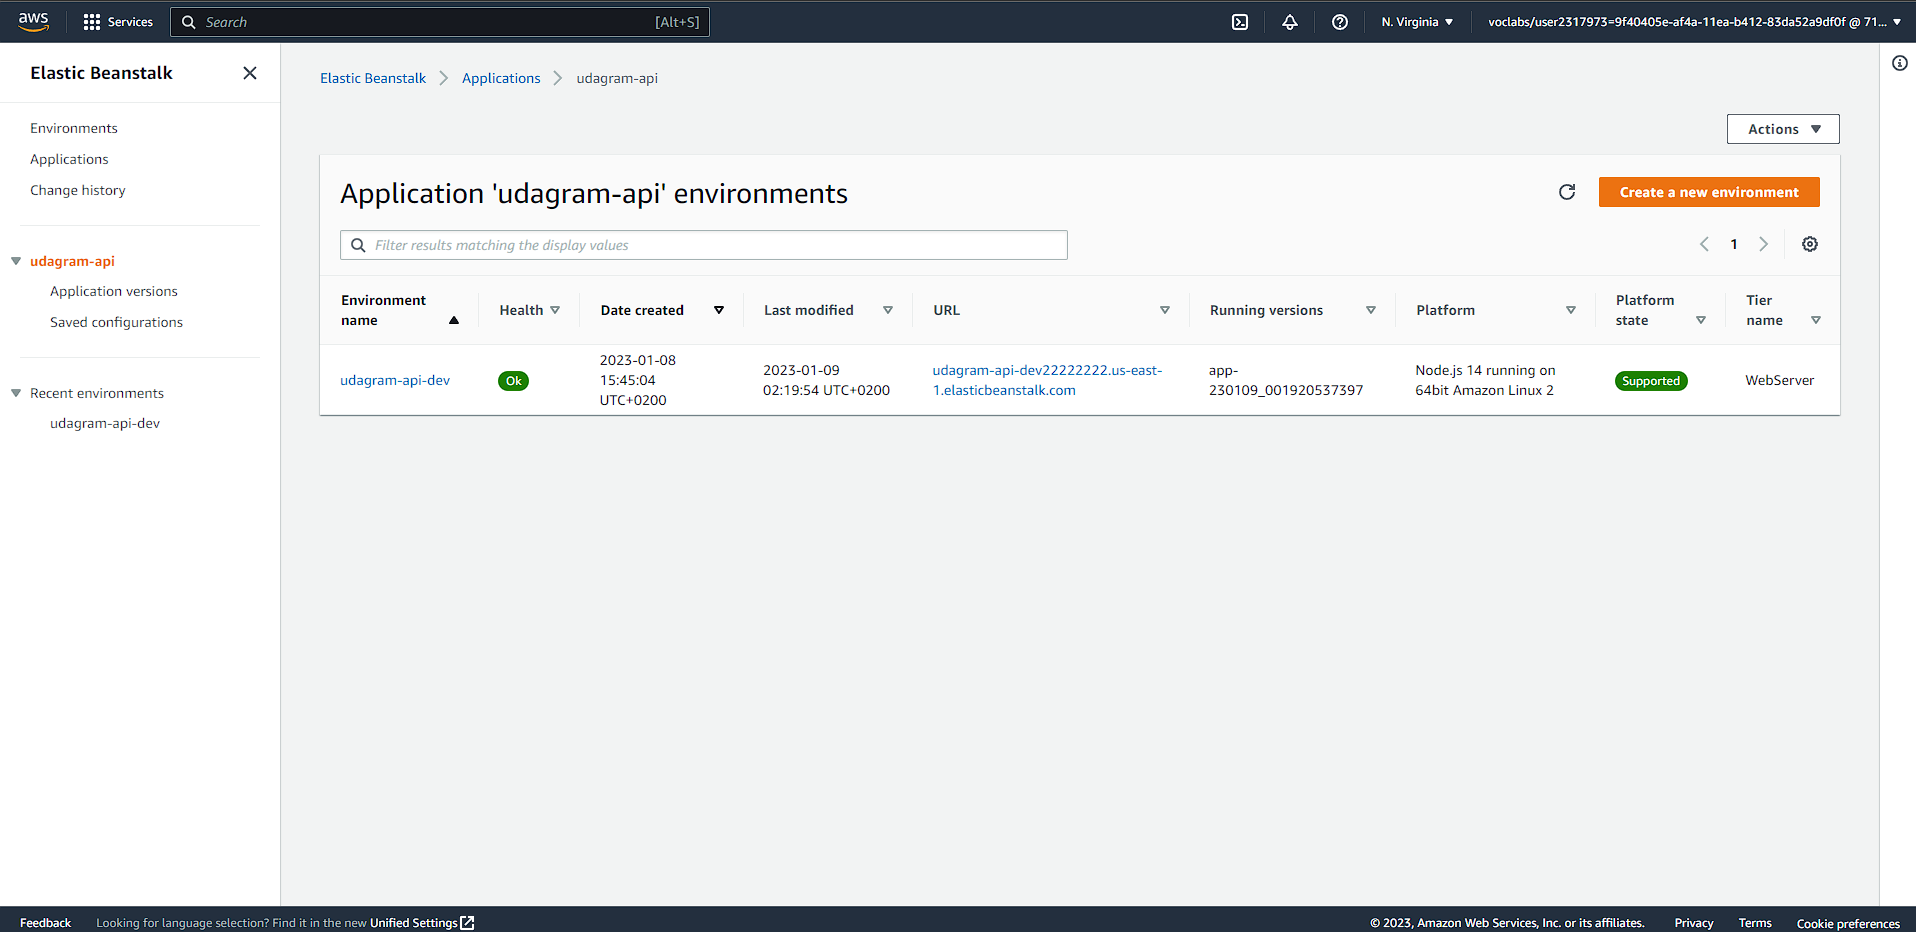 aws
Services
Search
[Alt+S]
N. Virginia
voclabs/user2317973=9f40405e-af4a-11ea-b412-83da52a9df0f @ 71...
Elastic Beanstalk
Environments
Applications
Change history
udagram-api
Application versions
Saved configurations
Recent environments
udagram-api-dev
Elastic Beanstalk
Applications
udagram-api
Actions
Application 'udagram-api' environments
Create a new environment
Filter results matching the display values
1
Environment
name
Health
Date created
Last modified
URL
Running versions
Platform
Platform
state
Tier
name
udagram-api-dev
Ok
2023-01-08
15:45:04
UTC+0200
2023-01-09
02:19:54 UTC+0200
udagram-api-dev22222222.us-east-
1.elasticbeanstalk.com
app-
230109_001920537397
Node.js 14 running on
64bit Amazon Linux 2
Supported
WebServer
Feedback
Looking for language selection? Find it in the new Unified Settings
© 2023, Amazon Web Services, Inc. or its affiliates.
Privacy
Terms
Cookie preferences